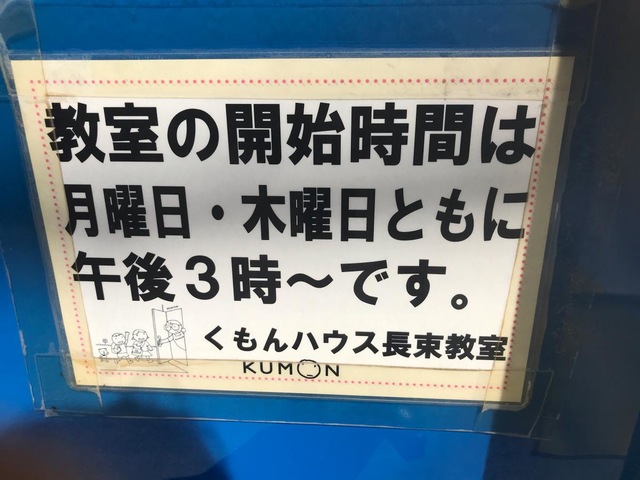 教室の開始時間は
月曜日・木曜日ともに
午後３時～です。
くもんハウス長束教室
KUMON